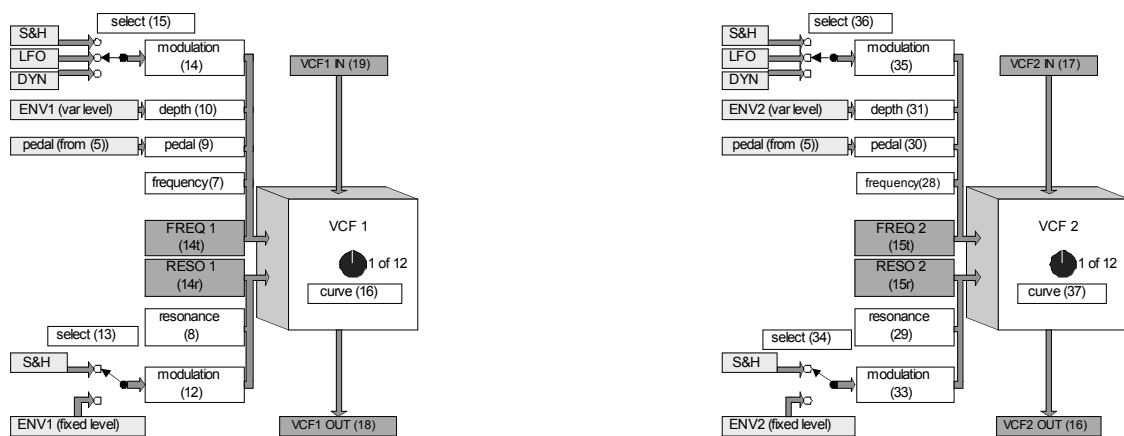 select (15)
S&H
LFO
DYN
modulation
(14)
VCF1 IN (19)
ENV1 (var level)
depth (10)
pedal (from (5))
pedal (9)
frequency(7)
FREQ 1
(14t)
VCF 1
RESO 1
(14r)
1 of 12
curve (16)
resonance
(8)
select (13)
S&H
modulation
(12)
ENV1 (fixed level)
VCF1 OUT (18)
select (36)
S&H
LFO
DYN
modulation
(35)
VCF2 IN (17)
ENV2 (var level)
depth (31)
pedal (from (5))
pedal (30)
frequency(28)
FREQ 2
(15t)
VCF 2
RESO 2
(15r)
1 of 12
curve (37)
resonance
(29)
select (34)
S&H
modulation
(33)
ENV2 (fixed level)
VCF2 OUT (16)